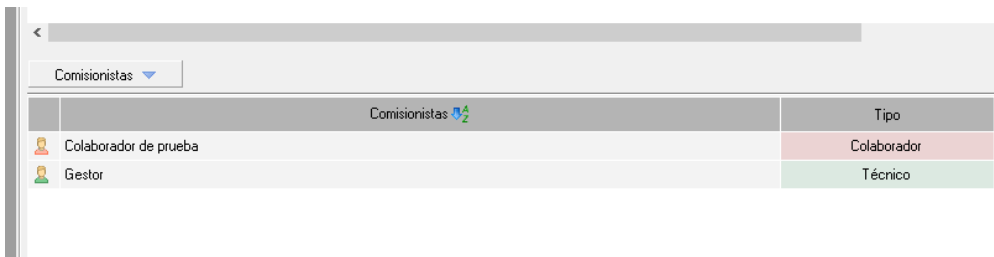 Comisionistas
Comisionistas Tipo
Colaborador de prueba Colaborador
Gestor Técnico